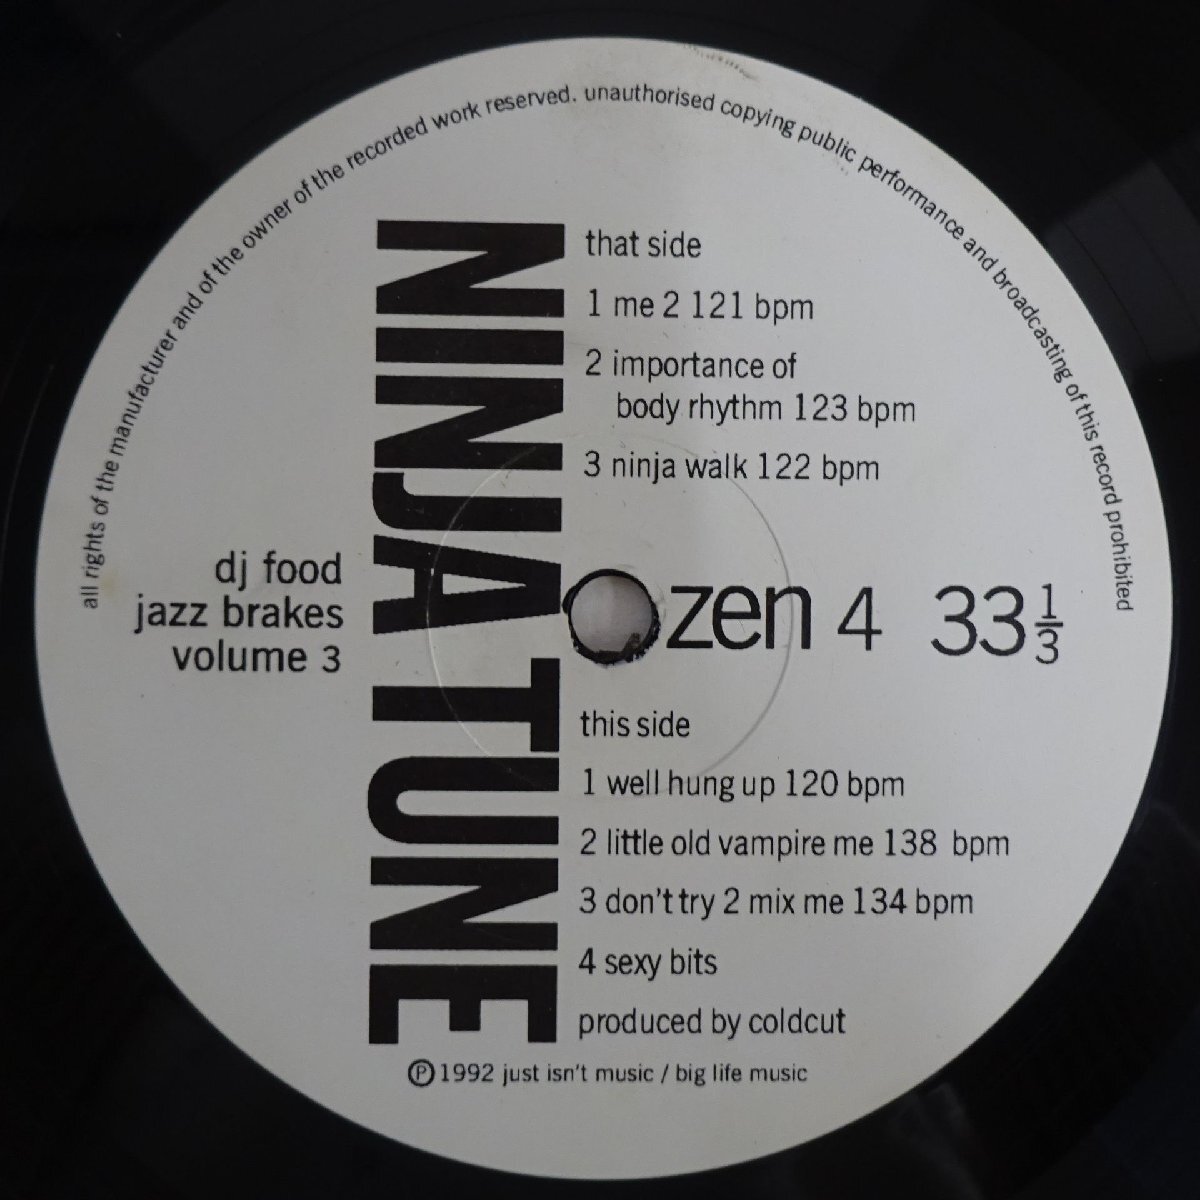 all rights of the manufacturer and of the owner of the recorded work reserved. unauthorised copying public performance and broadcasting of this record prohibited
NINJA TUNE
that side
1 me 2 121 bpm
2 importance of
body rhythm 123 bpm
3 ninja walk 122 bpm
dj food
jazz brakes
volume 3
zen 4 33 1/3
this side
1 well hung up 120 bpm
2 little old vampire me 138 bpm
3 don't try 2 mix me 134 bpm
4 sexy bits
produced by coldcut
Ⓟ 1992 just isn't music / big life music